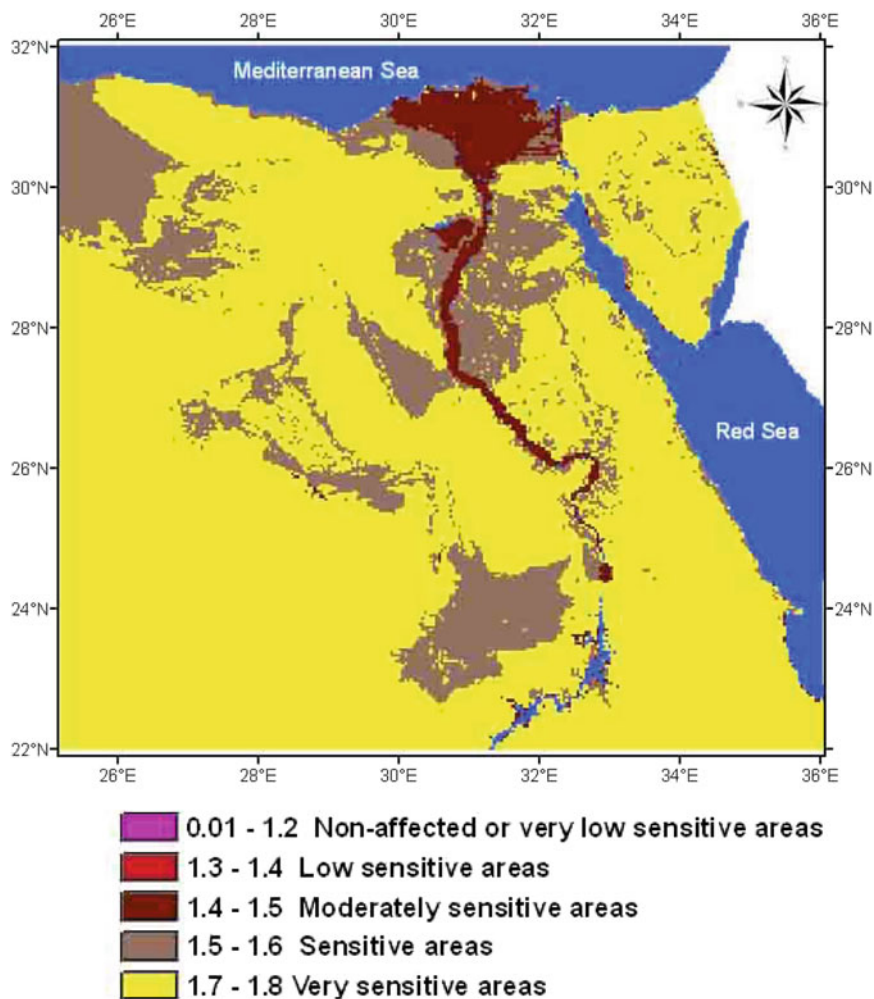 26°E 28°E 30°E 32°E 34°E 36°E
32°N
Mediterranean Sea
30°N 30°N
28°N 28°N
Red Sea
26°N 26°N
24°N 24°N
22°N
26°E 28°E 30°E 32°E 34°E 36°E
0.01 - 1.2 Non-affected or very low sensitive areas
1.3 - 1.4 Low sensitive areas
1.4 - 1.5 Moderately sensitive areas
1.5 - 1.6 Sensitive areas
1.7 - 1.8 Very sensitive areas